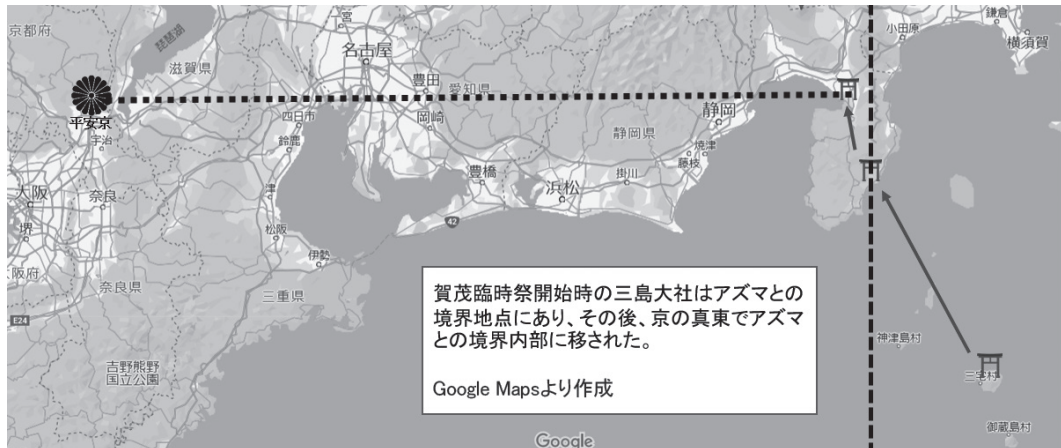 京都府
琵琶湖
滋賀県
平安京
宇治
大阪
堺
奈良
奈良県
E24
吉野熊野
国立公園
一宮
名古屋
豊田
愛知県
岡崎
四日市
鈴鹿
津
松阪
伊勢
三重県
豊橋
浜松
42
掛川
静岡県
静岡
焼津
藤枝
小田原
鎌倉
横須賀
神津島村
三宅村
御蔵島村
賀茂臨時祭開始時の三島大社はアズマとの
境界地点にあり、その後、京の真東でアズマ
との境界内部に移された。
Google Mapsより作成
Google